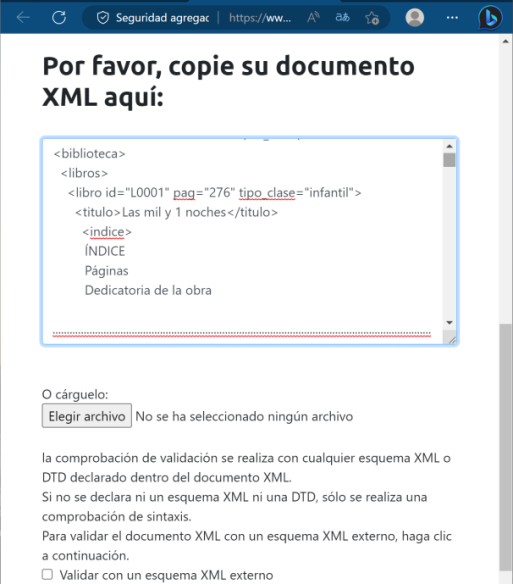 Seguridad agregac
https://ww...
Por favor, copie su documento
XML aquí:
<biblioteca>
<libros>
<libro id="L0001" pag="276" tipo_clase="infantil">
<titulo>Las mil y 1 noches</titulo>
<indice>
ÍNDICE
Páginas
Dedicatoria de la obra
O cárguelo:
Elegir archivo No se ha seleccionado ningún archivo
la comprobación de validación se realiza con cualquier esquema XML o
DTD declarado dentro del documento XML.
Si no se declara ni un esquema XML ni una DTD, sólo se realiza una
comprobación de sintaxis.
Para validar el documento XML con un esquema XML externo, haga clic
a continuación.
Validar con un esquema XML externo